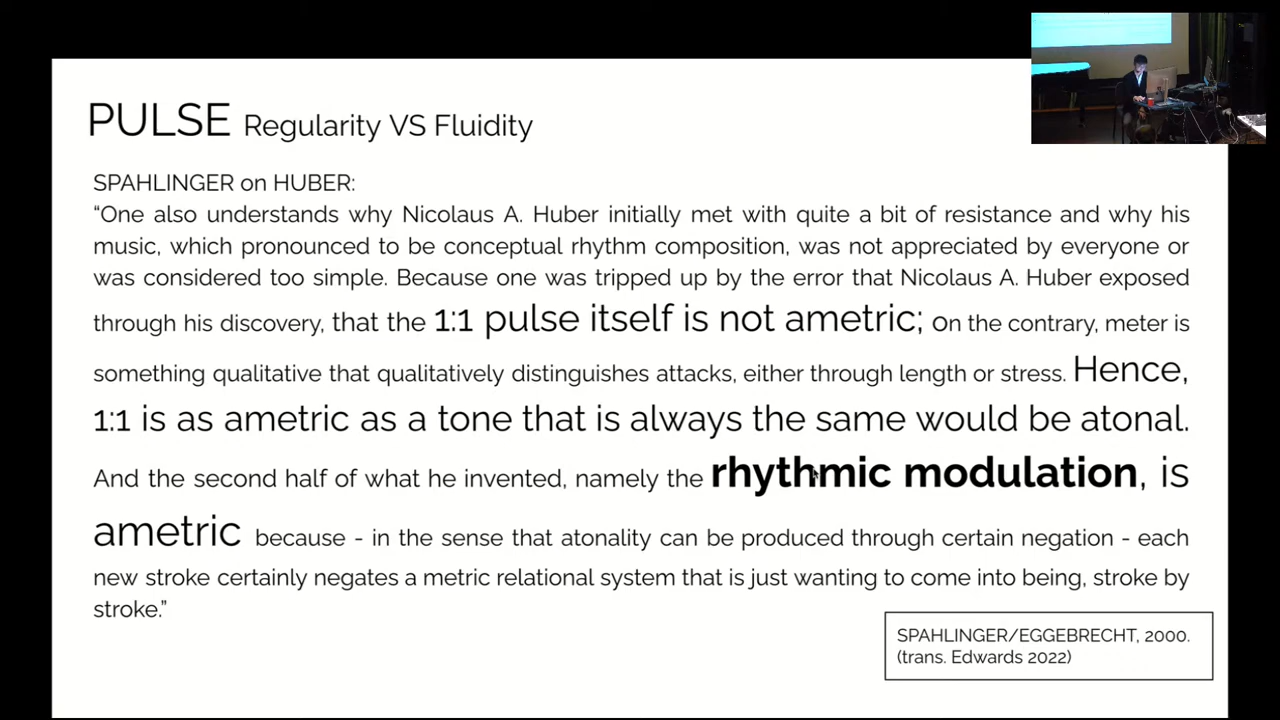 PULSE Regularity VS Fluidity
SPAHLINGER on HUBER:
“One also understands why Nicolaus A. Huber initially met with quite a bit of resistance and why his
music, which pronounced to be conceptual rhythm composition, was not appreciated by everyone or
was considered too simple. Because one was tripped up by the error that Nicolaus A. Huber exposed
through his discovery, that the 1:1 pulse itself is not ametric; On the contrary, meter is
something qualitative that qualitatively distinguishes attacks, either through length or stress. Hence,
1:1 is as ametric as a tone that is always the same would be atonal.
And the second half of what he invented, namely the rhythmic modulation, is
ametric because - in the sense that atonality can be produced through certain negation - each
new stroke certainly negates a metric relational system that is just wanting to come into being, stroke by
stroke.”
SPAHLINGER/EGGEBRECHT, 2000.
(trans. Edwards 2022)